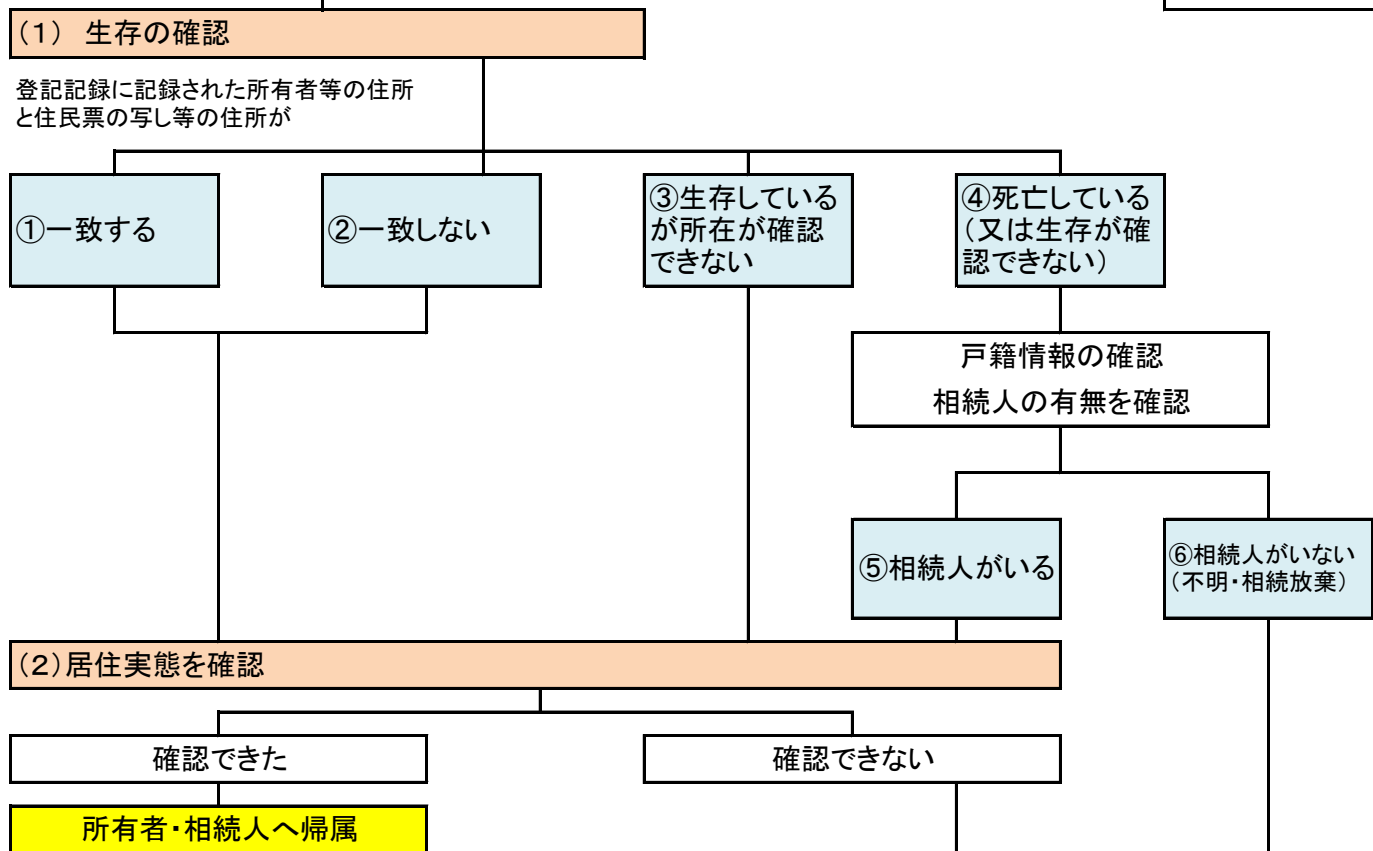 (１) 生存の確認
登記記録に記録された所有者等の住所
と住民票の写し等の住所が
①一致する
②一致しない
③生存している
が所在が確認
できない
④死亡している
(又は生存が確
認できない)
戸籍情報の確認
相続人の有無を確認
⑤相続人がいる
⑥相続人がいない
(不明・相続放棄)
(２)居住実態を確認
確認できた
確認できない
所有者・相続人へ帰属